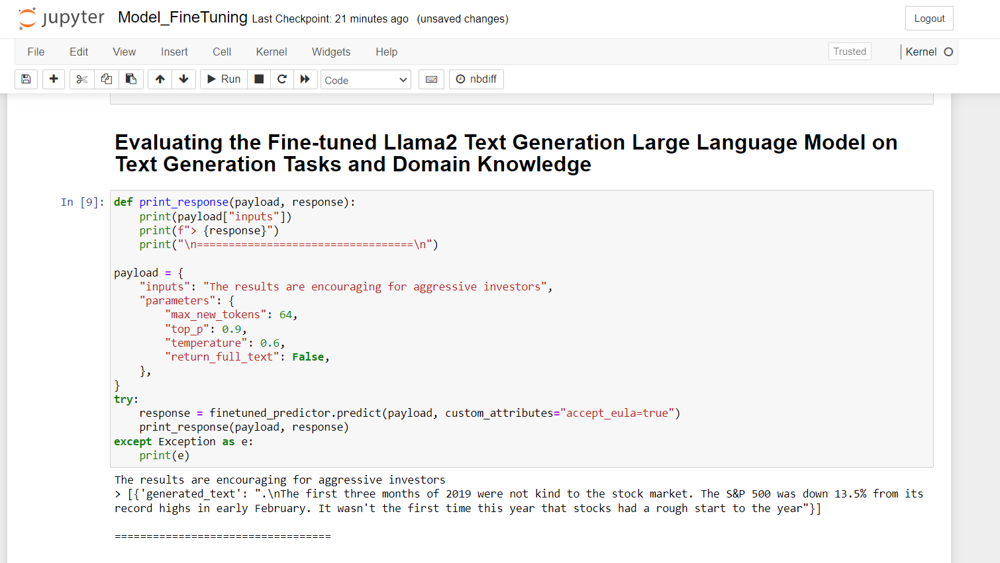 jupyter Model_FineTuning Last Checkpoint: 21 minutes ago (unsaved changes) Logout
File Edit View Insert Cell Kernel Widgets Help Trusted Kernel
Run Code nbdiff
Evaluating the Fine-tuned Llama2 Text Generation Large Language Model on
Text Generation Tasks and Domain Knowledge
In [9]: def print_response(payload, response):
    print(payload["inputs"])
    print(f"> {response}")
    print("\n==================================\n")
payload = {
    "inputs": "The results are encouraging for aggressive investors",
    "parameters": {
        "max_new_tokens": 64,
        "top_p": 0.9,
        "temperature": 0.6,
        "return_full_text": False,
    },
}
try:
    response = finetuned_predictor.predict(payload, custom_attributes="accept_eula=true")
    print_response(payload, response)
except Exception as e:
    print(e)
The results are encouraging for aggressive investors
> [{'generated_text': ".\nThe first three months of 2019 were not kind to the stock market. The S&P 500 was down 13.5% from its
record highs in early February. It wasn't the first time this year that stocks had a rough start to the year"}]
==================================